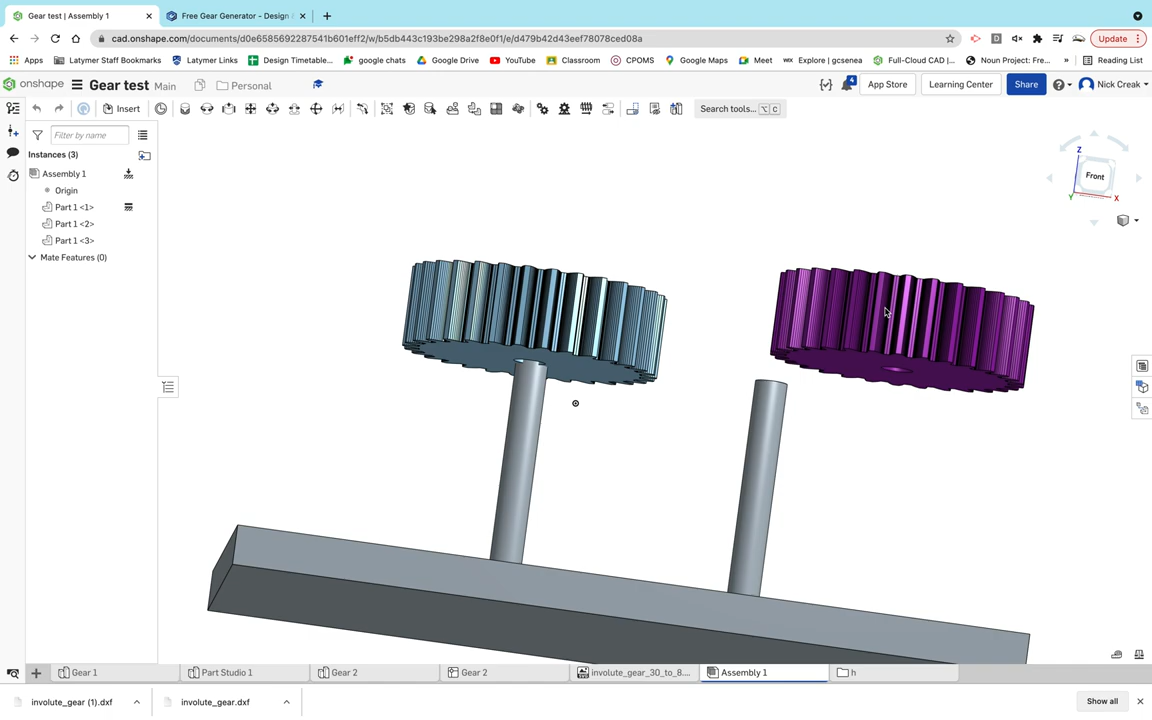 Gear test | Assembly 1
Free Gear Generator - Design
cad.onshape.com/documents/d0e6585692287541b601eff2/w/b5db443c193be298a2f8e0f1/e/d479b42d43eef78078ced08a
Update
Apps
Latymer Staff Bookmarks
Latymer Links
Design Timetable...
google chats
Google Drive
YouTube
Classroom
CPOMS
Google Maps
Meet
Explore | gcsenea
Full-Cloud CAD |...
Noun Project: Fre...
»
Reading List
onshape
Gear test
Main
Personal
4
App Store
Learning Center
Share
Nick Creak
Insert
Search tools...
⌥ C
Filter by name
Instances (3)
Assembly 1
Origin
Part 1 <1>
Part 1 <2>
Part 1 <3>
Mate Features (0)
Z
Front
Y
X
Gear 1
Part Studio 1
Gear 2
Gear 2
involute_gear_30_to_8....
Assembly 1
h
involute_gear (1).dxf
involute_gear.dxf
Show all